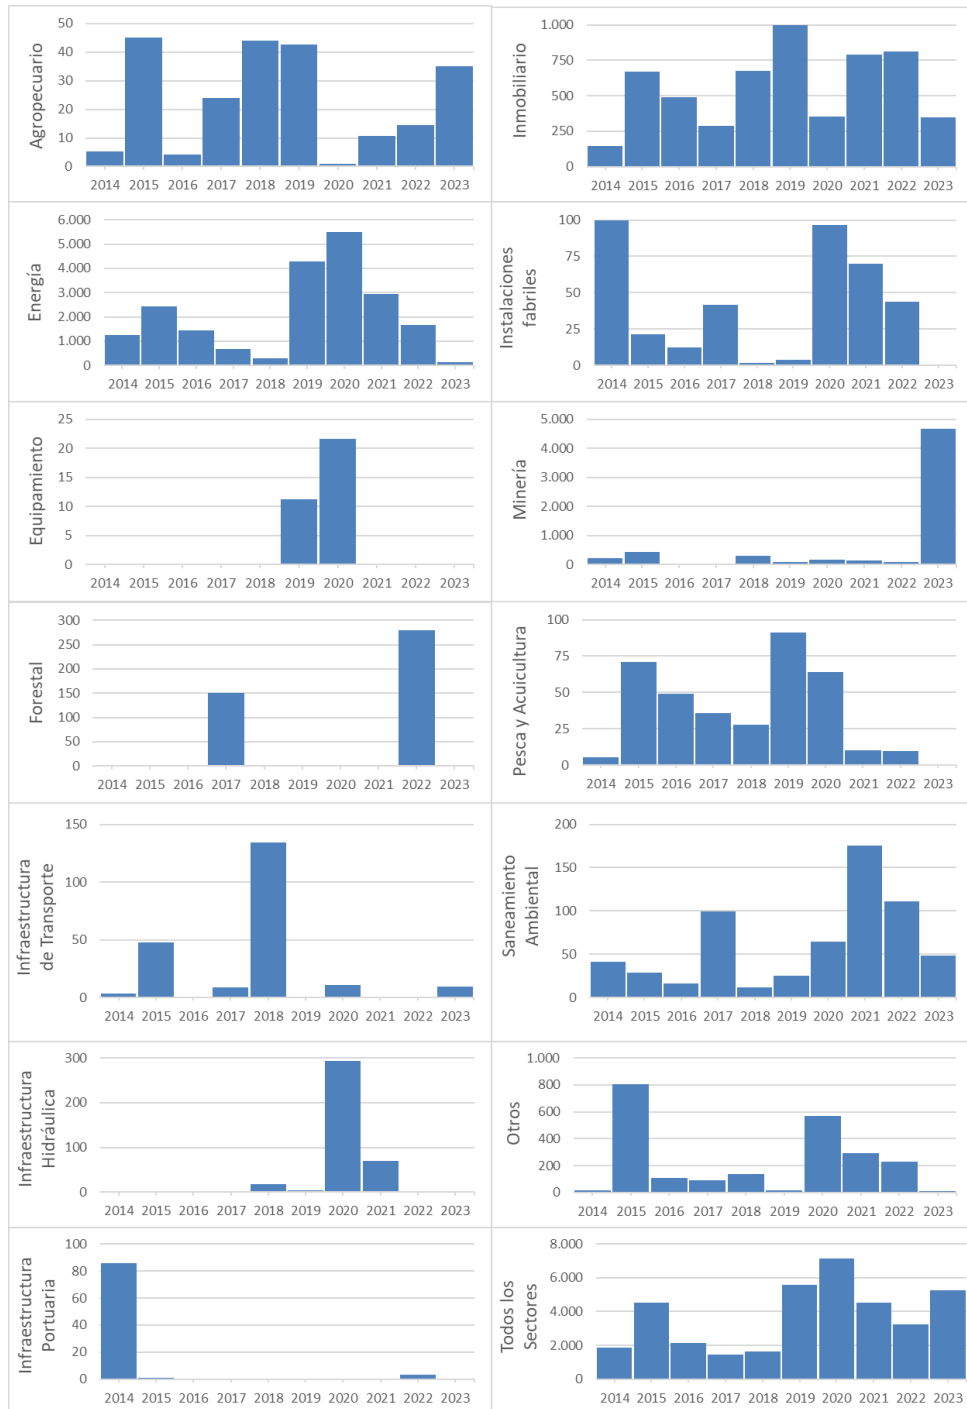 Agropecuario
50
40
30
20
10
0
2014 2015 2016 2017 2018 2019 2020 2021 2022 2023
Inmobiliario
1.000
750
500
250
0
2014 2015 2016 2017 2018 2019 2020 2021 2022 2023
Energía
6.000
5.000
4.000
3.000
2.000
1.000
0
2014 2015 2016 2017 2018 2019 2020 2021 2022 2023
Instalaciones
fabriles
100
75
50
25
0
2014 2015 2016 2017 2018 2019 2020 2021 2022 2023
Equipamiento
25
20
15
10
5
0
2014 2015 2016 2017 2018 2019 2020 2021 2022 2023
Minería
5.000
4.000
3.000
2.000
1.000
0
2014 2015 2016 2017 2018 2019 2020 2021 2022 2023
Forestal
300
250
200
150
100
50
0
2014 2015 2016 2017 2018 2019 2020 2021 2022 2023
Pesca y Acuicultura
100
75
50
25
0
2014 2015 2016 2017 2018 2019 2020 2021 2022 2023
Infraestructura
de Transporte
150
100
50
0
2014 2015 2016 2017 2018 2019 2020 2021 2022 2023
Saneamiento
Ambiental
200
150
100
50
0
2014 2015 2016 2017 2018 2019 2020 2021 2022 2023
Infraestructura
Hidráulica
300
200
100
0
2014 2015 2016 2017 2018 2019 2020 2021 2022 2023
Otros
1.000
800
600
400
200
0
2014 2015 2016 2017 2018 2019 2020 2021 2022 2023
Infraestructura
Portuaria
100
80
60
40
20
0
2014 2015 2016 2017 2018 2019 2020 2021 2022 2023
Todos los
Sectores
8.000
6.000
4.000
2.000
0
2014 2015 2016 2017 2018 2019 2020 2021 2022 2023